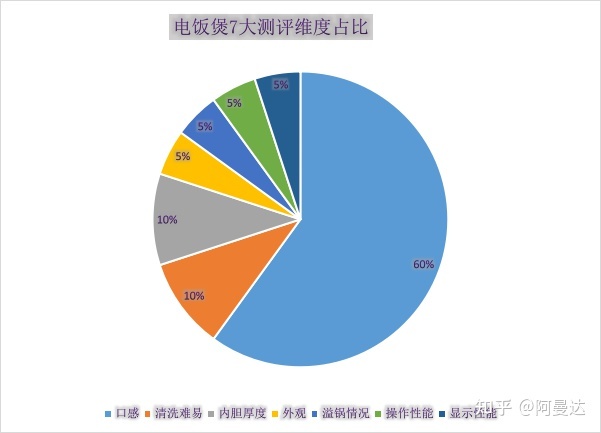 电饭煲7大测评维度占比
5%
5%
5%
5%
10%
10%
60%
口感 清洗难易 内胆厚度 外观 溢锅情况 操作性能 显示性能
知乎 @阿曼达